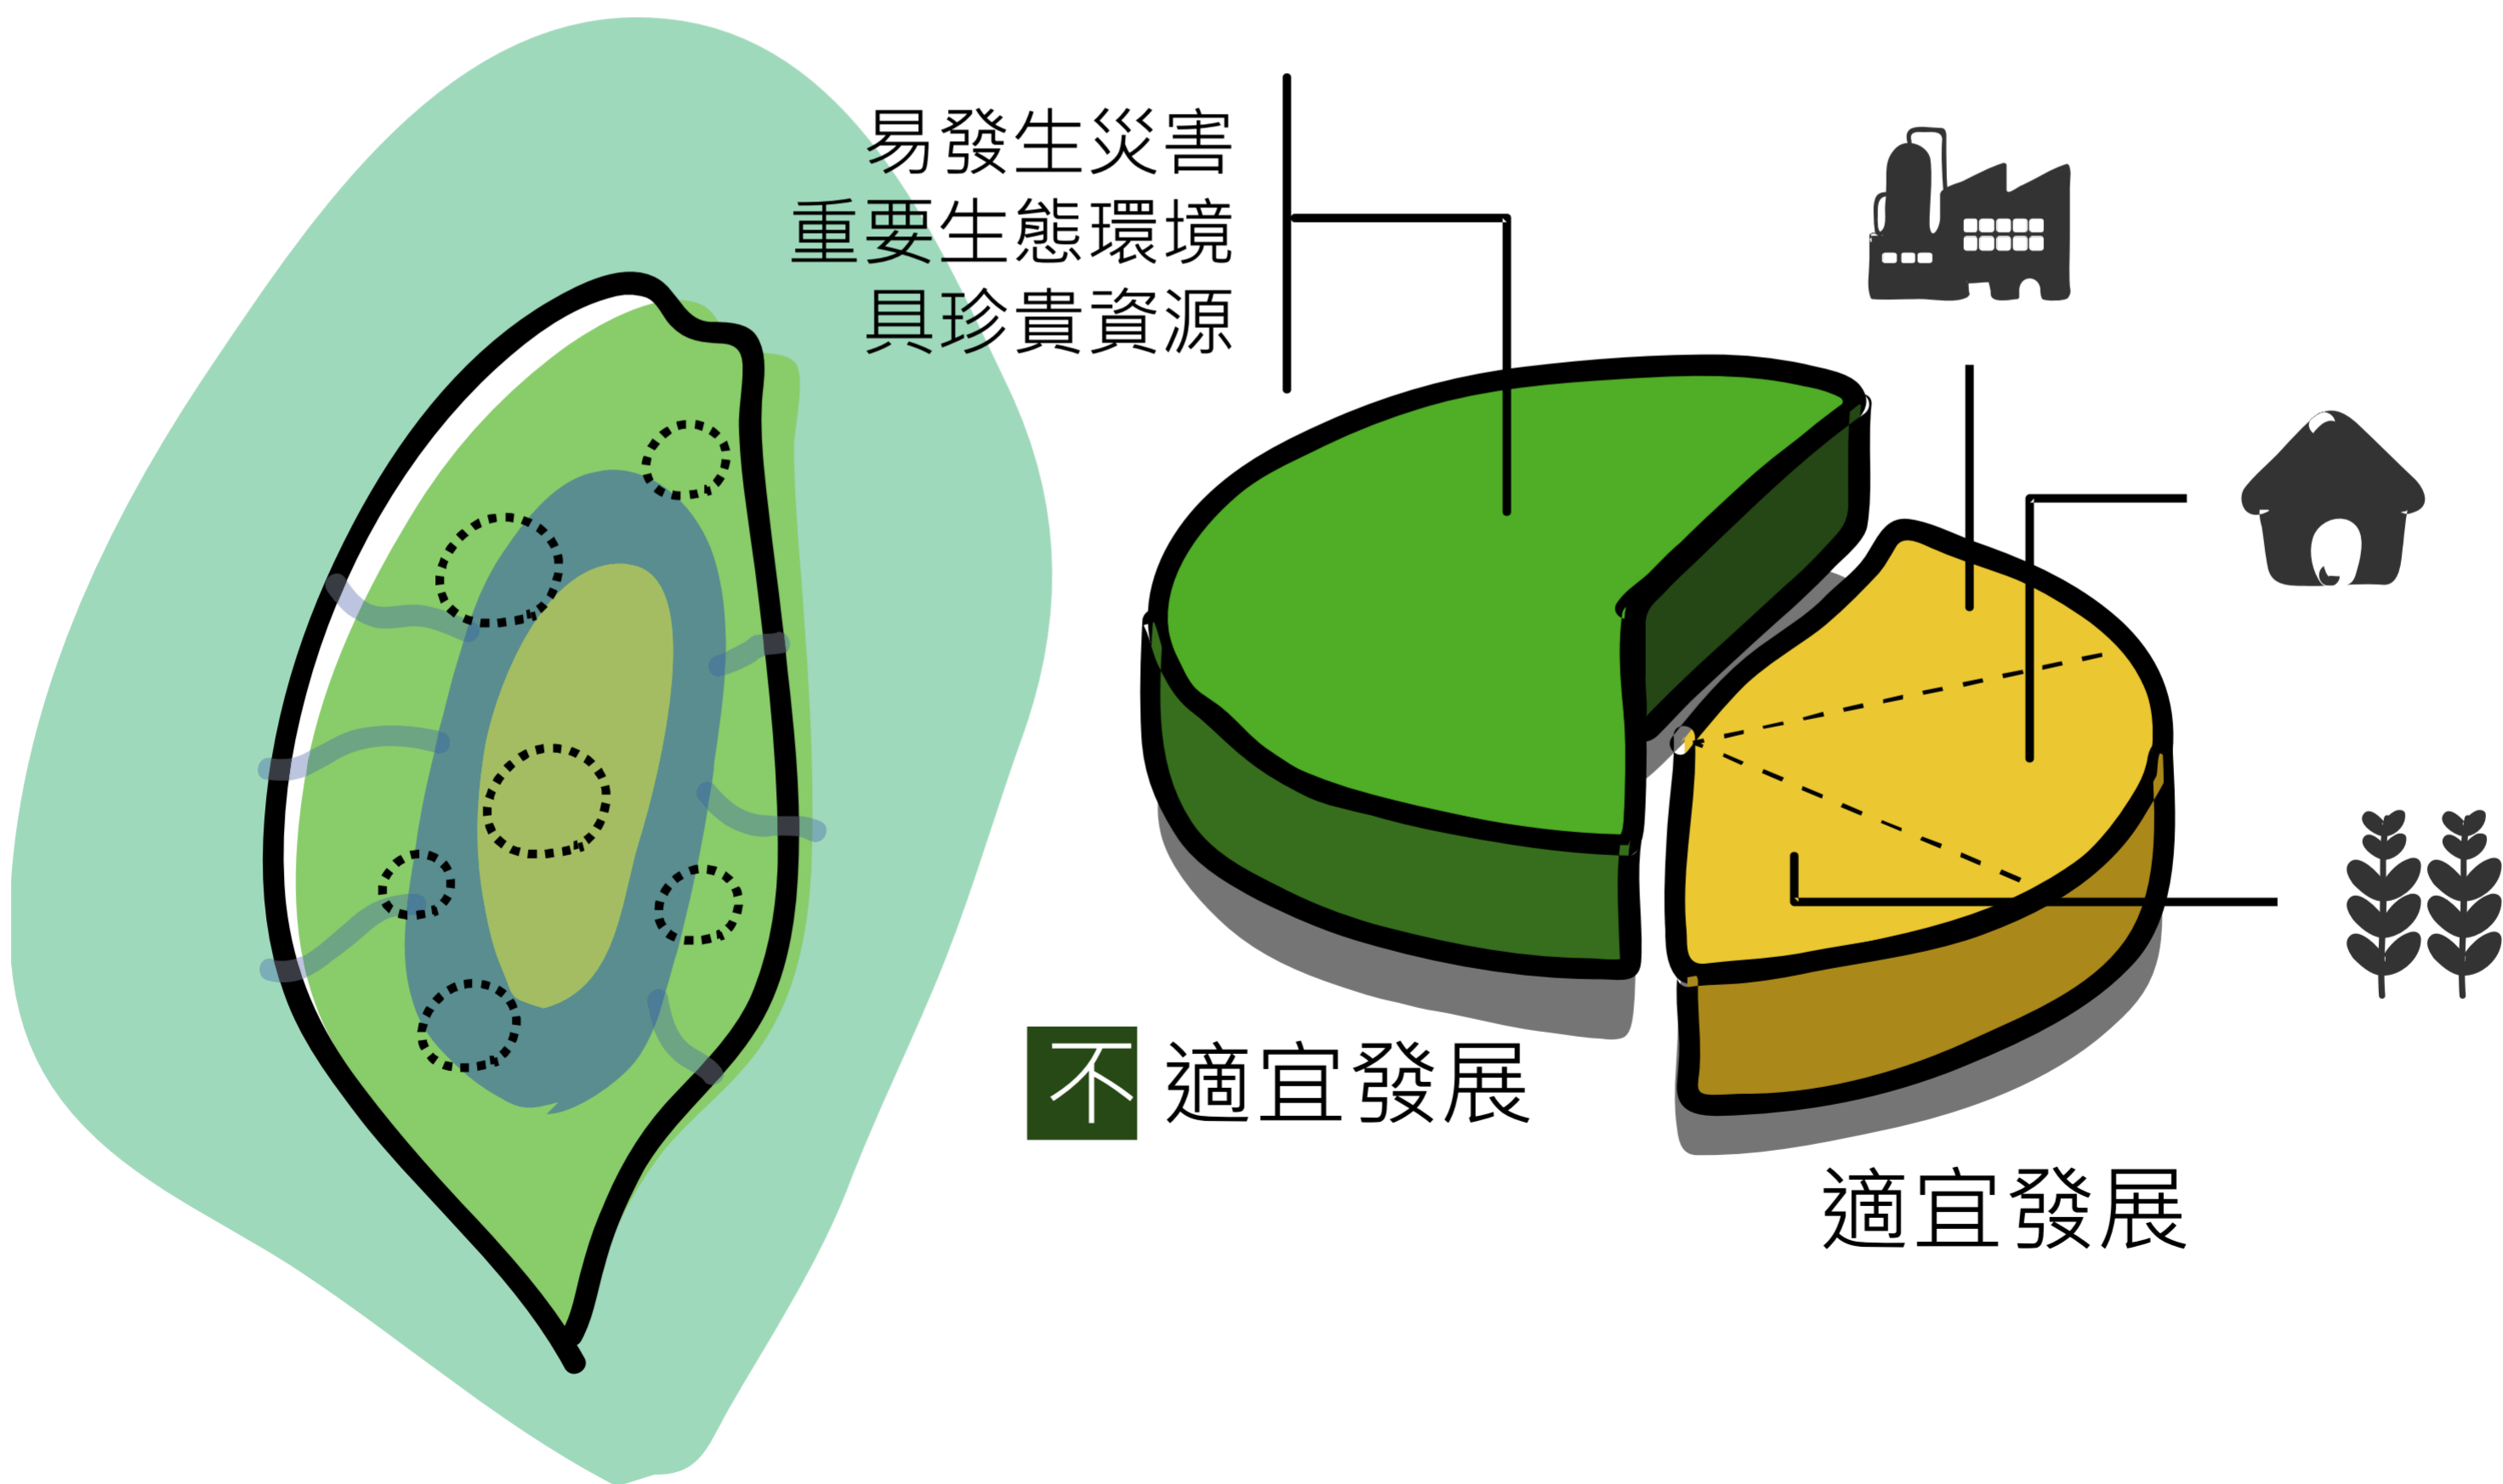 易發生災害
重要生態環境
具珍貴資源
不適宜發展
適宜發展